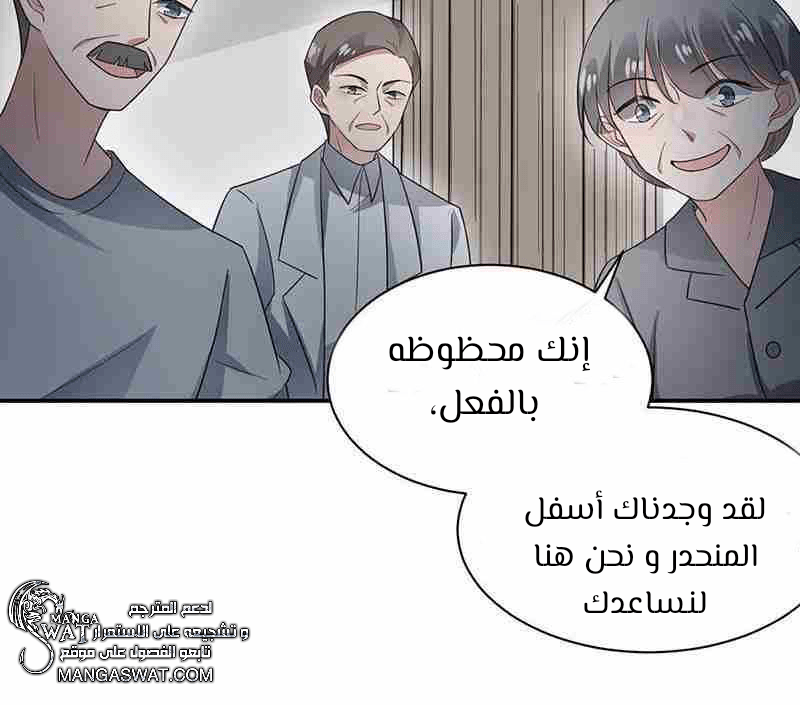 إنك محظوظه
بالفعل،
لقد وجدناك أسفل
المنحدر و نحن هنا
لنساعدك
MANGA
SWAT
لدعم المترجم
و تشجيعه على الاستمرار
تابعو الفصول على موقع
MANGASWAT.COM